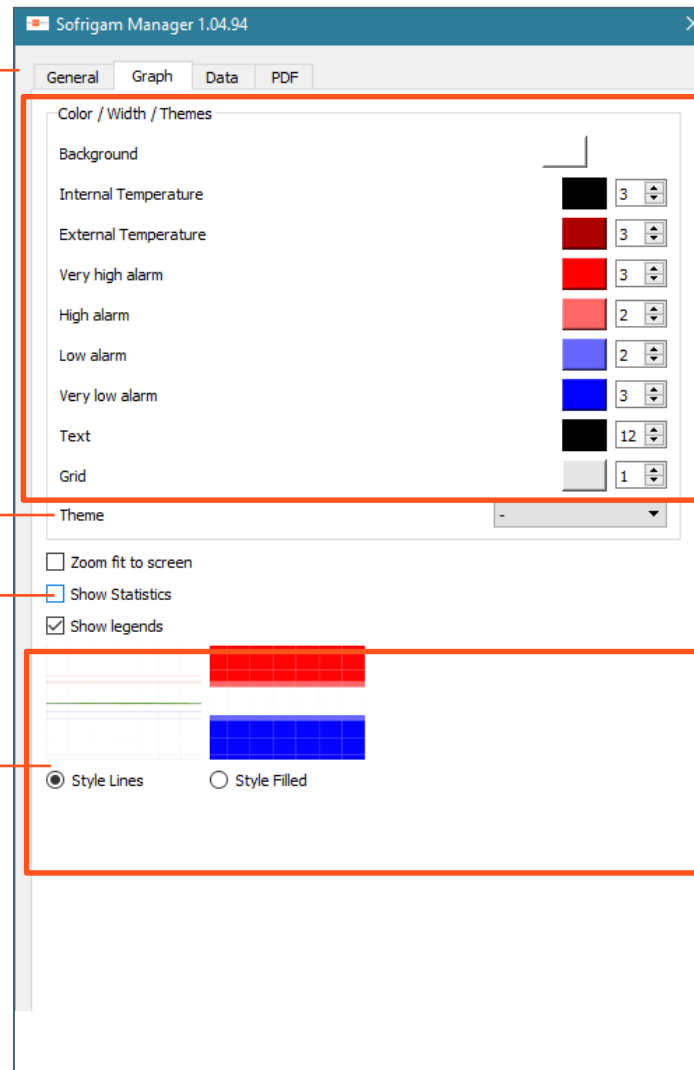 Sofrigam Manager 1.04.94
General Graph Data PDF
Color / Width / Themes
Background
Internal Temperature 3
External Temperature 3
Very high alarm 3
High alarm 2
Low alarm 2
Very low alarm 3
Text 12
Grid 1
Theme -
Zoom fit to screen
Show Statistics
Show legends
Style Lines Style Filled